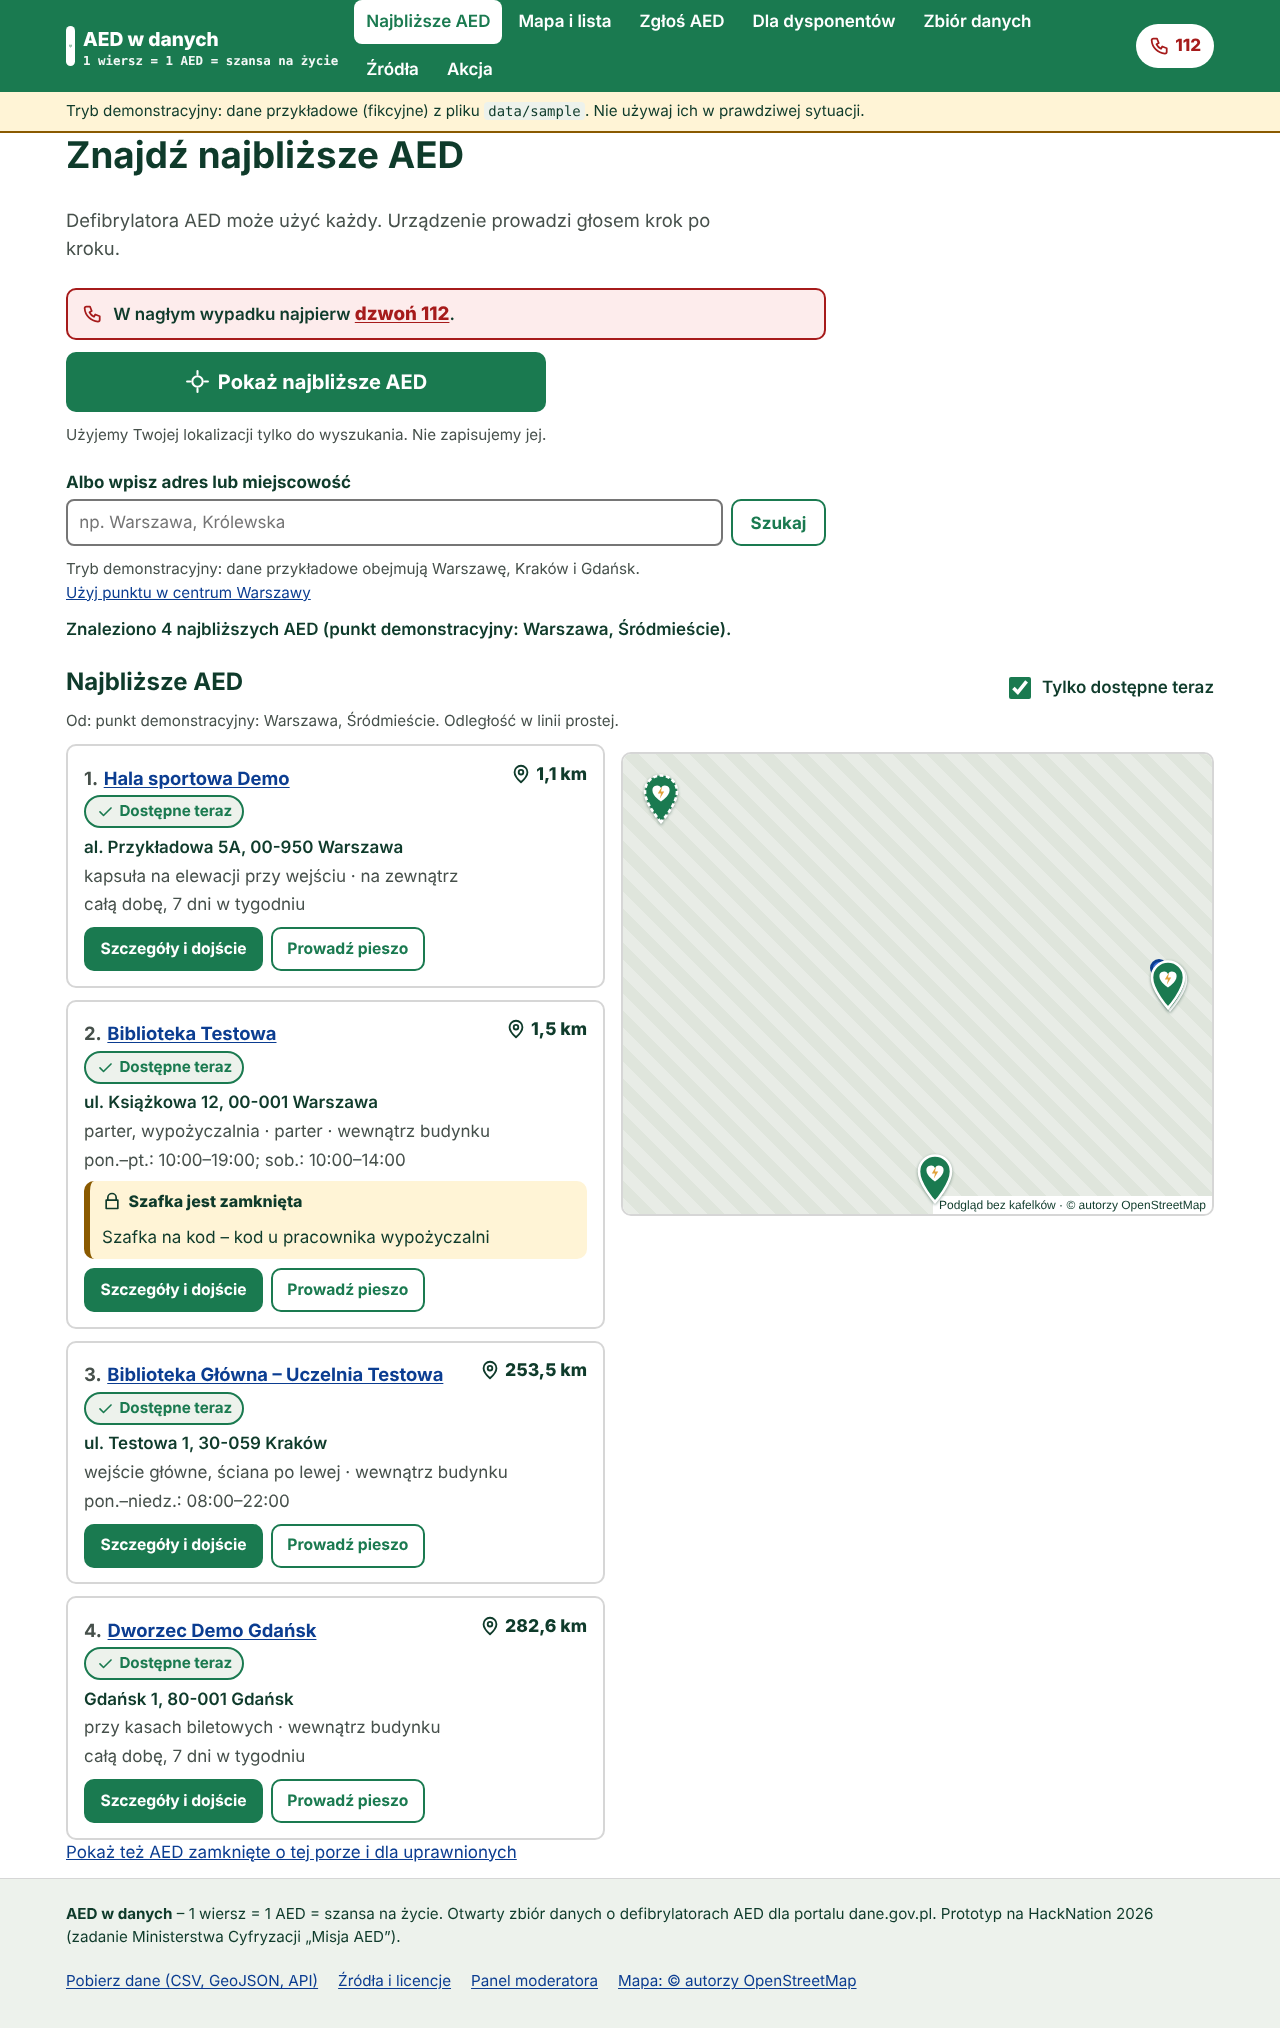 AED w danych
1 wiersz = 1 AED = szansa na życie
Najbliższe AED
Mapa i lista
Zgłoś AED
Dla dysponentów
Zbiór danych
Źródła
Akcja
112
Tryb demonstracyjny: dane przykładowe (fikcyjne) z pliku data/sample. Nie używaj ich w prawdziwej sytuacji.
Znajdź najbliższe AED
Defibrylatora AED może użyć każdy. Urządzenie prowadzi głosem krok po
kroku.
W nagłym wypadku najpierw dzwoń 112.
Pokaż najbliższe AED
Użyjemy Twojej lokalizacji tylko do wyszukania. Nie zapisujemy jej.
Albo wpisz adres lub miejscowość
np. Warszawa, Królewska
Szukaj
Tryb demonstracyjny: dane przykładowe obejmują Warszawę, Kraków i Gdańsk.
Użyj punktu w centrum Warszawy
Znaleziono 4 najbliższych AED (punkt demonstracyjny: Warszawa, Śródmieście).
Najbliższe AED
Tylko dostępne teraz
Od: punkt demonstracyjny: Warszawa, Śródmieście. Odległość w linii prostej.
1. Hala sportowa Demo
1,1 km
Dostępne teraz
al. Przykładowa 5A, 00-950 Warszawa
kapsuła na elewacji przy wejściu · na zewnątrz
całą dobę, 7 dni w tygodniu
Szczegóły i dojście
Prowadź pieszo
2. Biblioteka Testowa
1,5 km
Dostępne teraz
ul. Książkowa 12, 00-001 Warszawa
parter, wypożyczalnia · parter · wewnątrz budynku
pon.–pt.: 10:00–19:00; sob.: 10:00–14:00
Szafka jest zamknięta
Szafka na kod – kod u pracownika wypożyczalni
Szczegóły i dojście
Prowadź pieszo
Podgląd bez kafelków · © autorzy OpenStreetMap
3. Biblioteka Główna – Uczelnia Testowa
253,5 km
Dostępne teraz
ul. Testowa 1, 30-059 Kraków
wejście główne, ściana po lewej · wewnątrz budynku
pon.–niedz.: 08:00–22:00
Szczegóły i dojście
Prowadź pieszo
4. Dworzec Demo Gdańsk
282,6 km
Dostępne teraz
Gdańsk 1, 80-001 Gdańsk
przy kasach biletowych · wewnątrz budynku
całą dobę, 7 dni w tygodniu
Szczegóły i dojście
Prowadź pieszo
Pokaż też AED zamknięte o tej porze i dla uprawnionych
AED w danych – 1 wiersz = 1 AED = szansa na życie. Otwarty zbiór danych o defibrylatorach AED dla portalu dane.gov.pl. Prototyp na HackNation 2026
(zadanie Ministerstwa Cyfryzacji „Misja AED”).
Pobierz dane (CSV, GeoJSON, API)
Źródła i licencje
Panel moderatora
Mapa: © autorzy OpenStreetMap